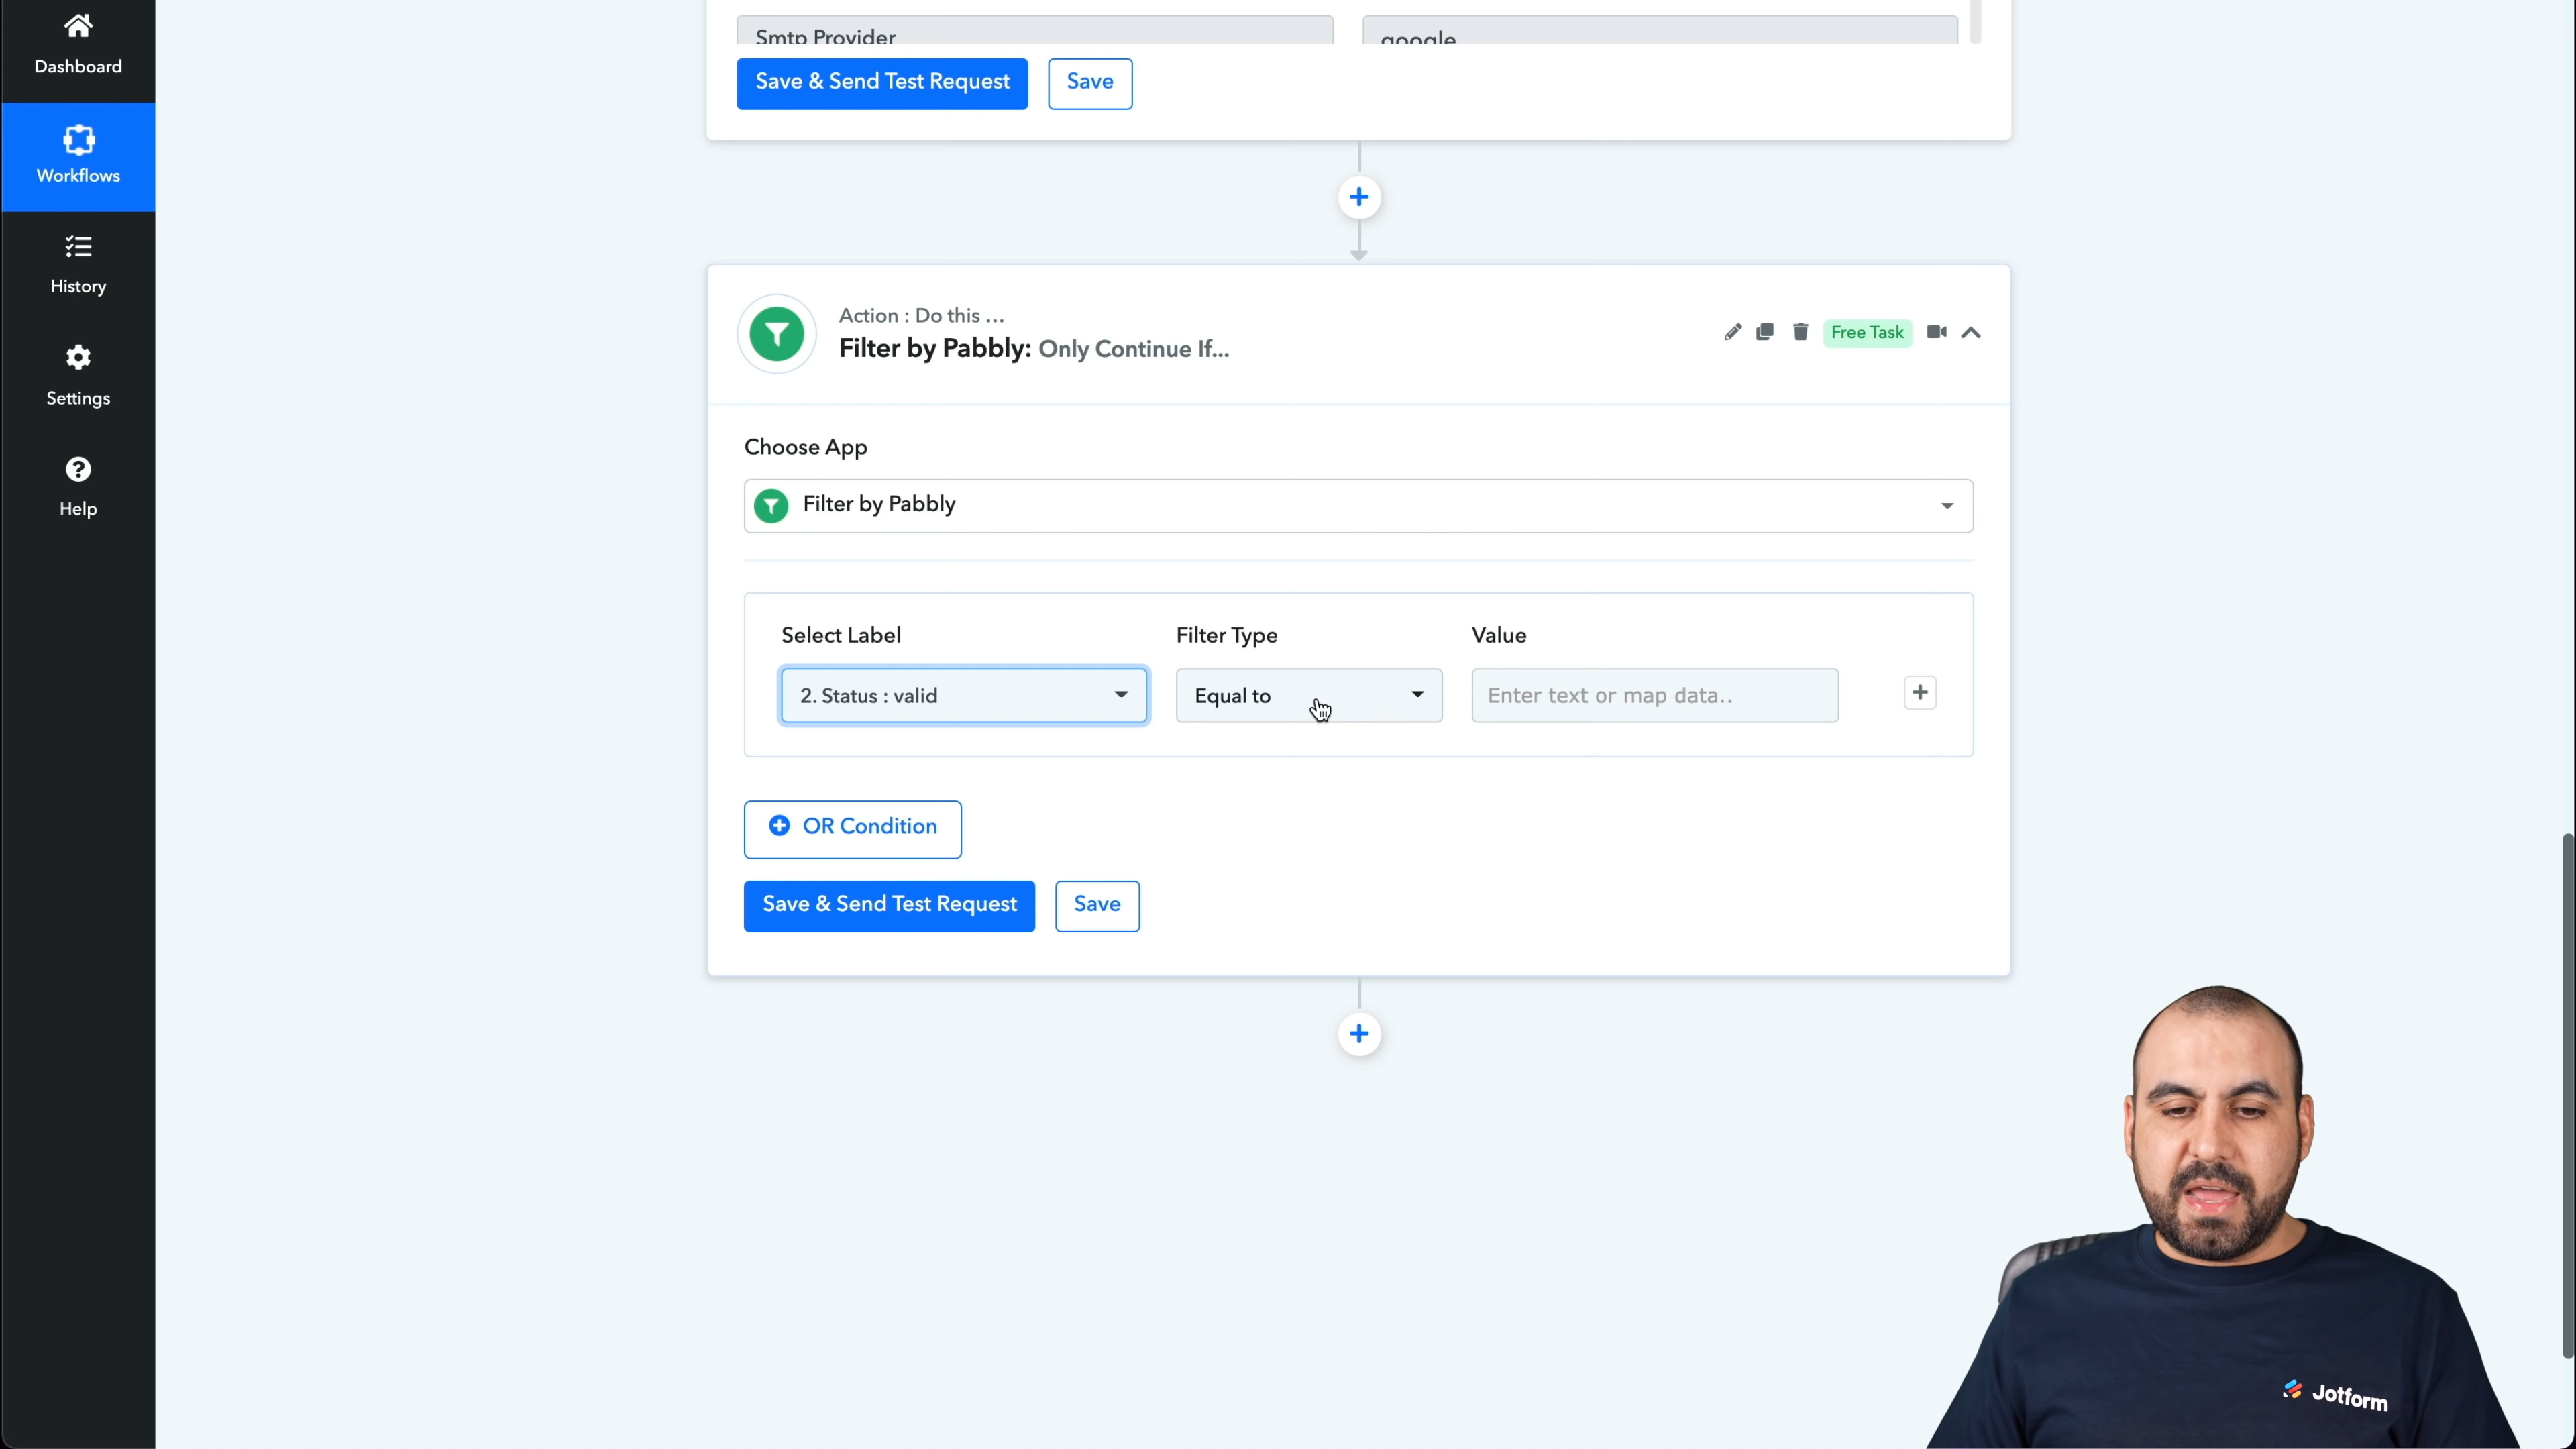 Dashboard
Workflows
History
Settings
Help
Smtp Provider
google
Save & Send Test Request
Save
Action : Do this ...
Filter by Pabbly: Only Continue If...
Free Task
Choose App
Filter by Pabbly
Select Label
Filter Type
Value
2. Status : valid
Equal to
Enter text or map data..
OR Condition
Save & Send Test Request
Save
Jotform